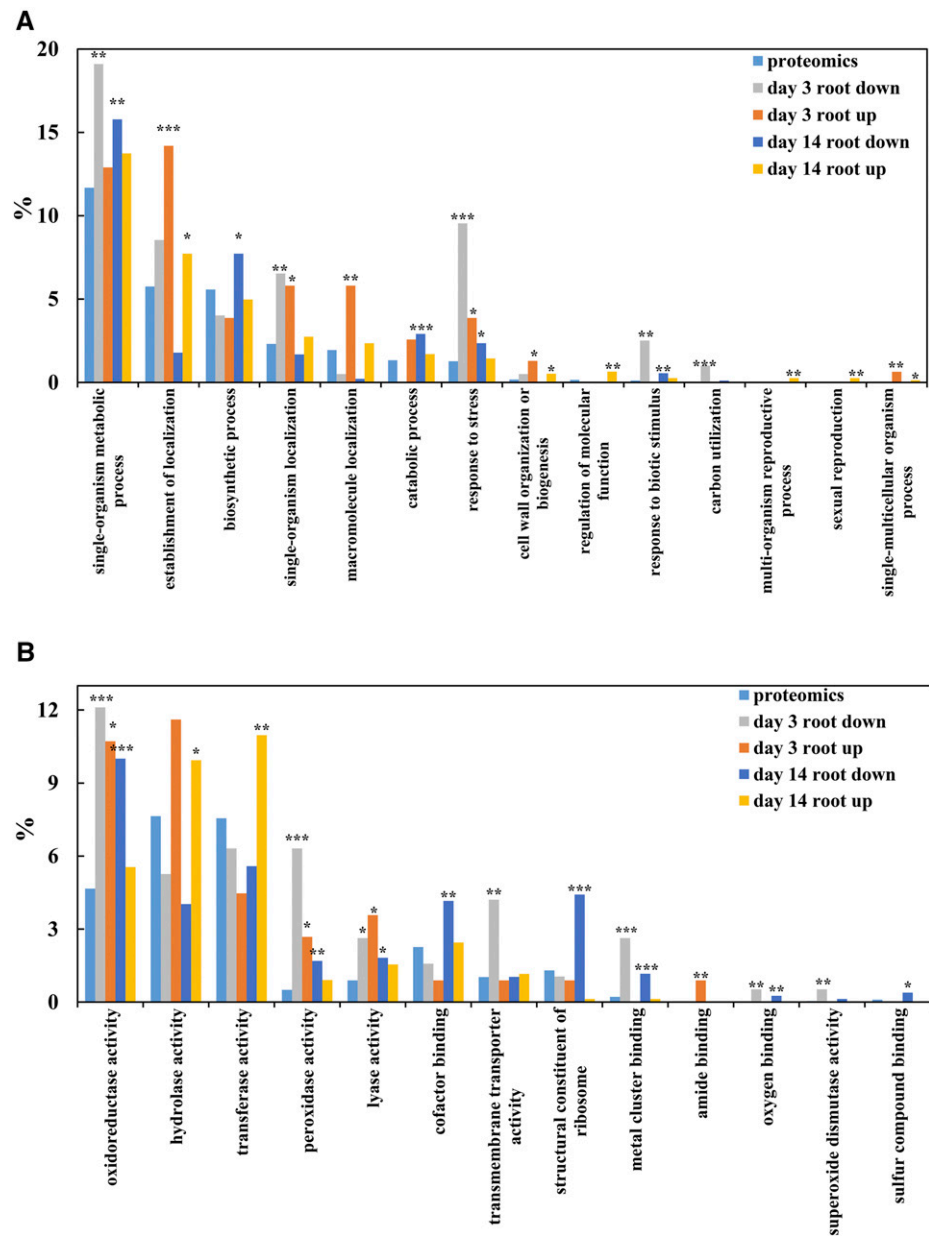 A
20
15
10
5
0
%
proteomics
day 3 root down
day 3 root up
day 14 root down
day 14 root up
**
**
***
*
*
**
*
**
***
***
*
*
*
*
**
**
**
***
**
**
**
*
single-organism metabolic
process
establishment of localization
biosynthetic process
single-organism localization
macromolecule localization
catabolic process
response to stress
cell wall organization or
biogenesis
regulation of molecular
function
response to biotic stimulus
carbon utilization
multi-organism reproductive
process
sexual reproduction
single-multicellular organism
process
B
12
9
6
3
0
%
proteomics
day 3 root down
day 3 root up
day 14 root down
day 14 root up
***
*
***
*
**
***
*
**
*
*
*
**
**
***
***
***
**
**
**
**
*
oxidoreductase activity
hydrolase activity
transferase activity
peroxidase activity
lyase activity
cofactor binding
transmembrane transporter
activity
structural constituent of
ribosome
metal cluster binding
amide binding
oxygen binding
superoxide dismutase activity
sulfur compound binding